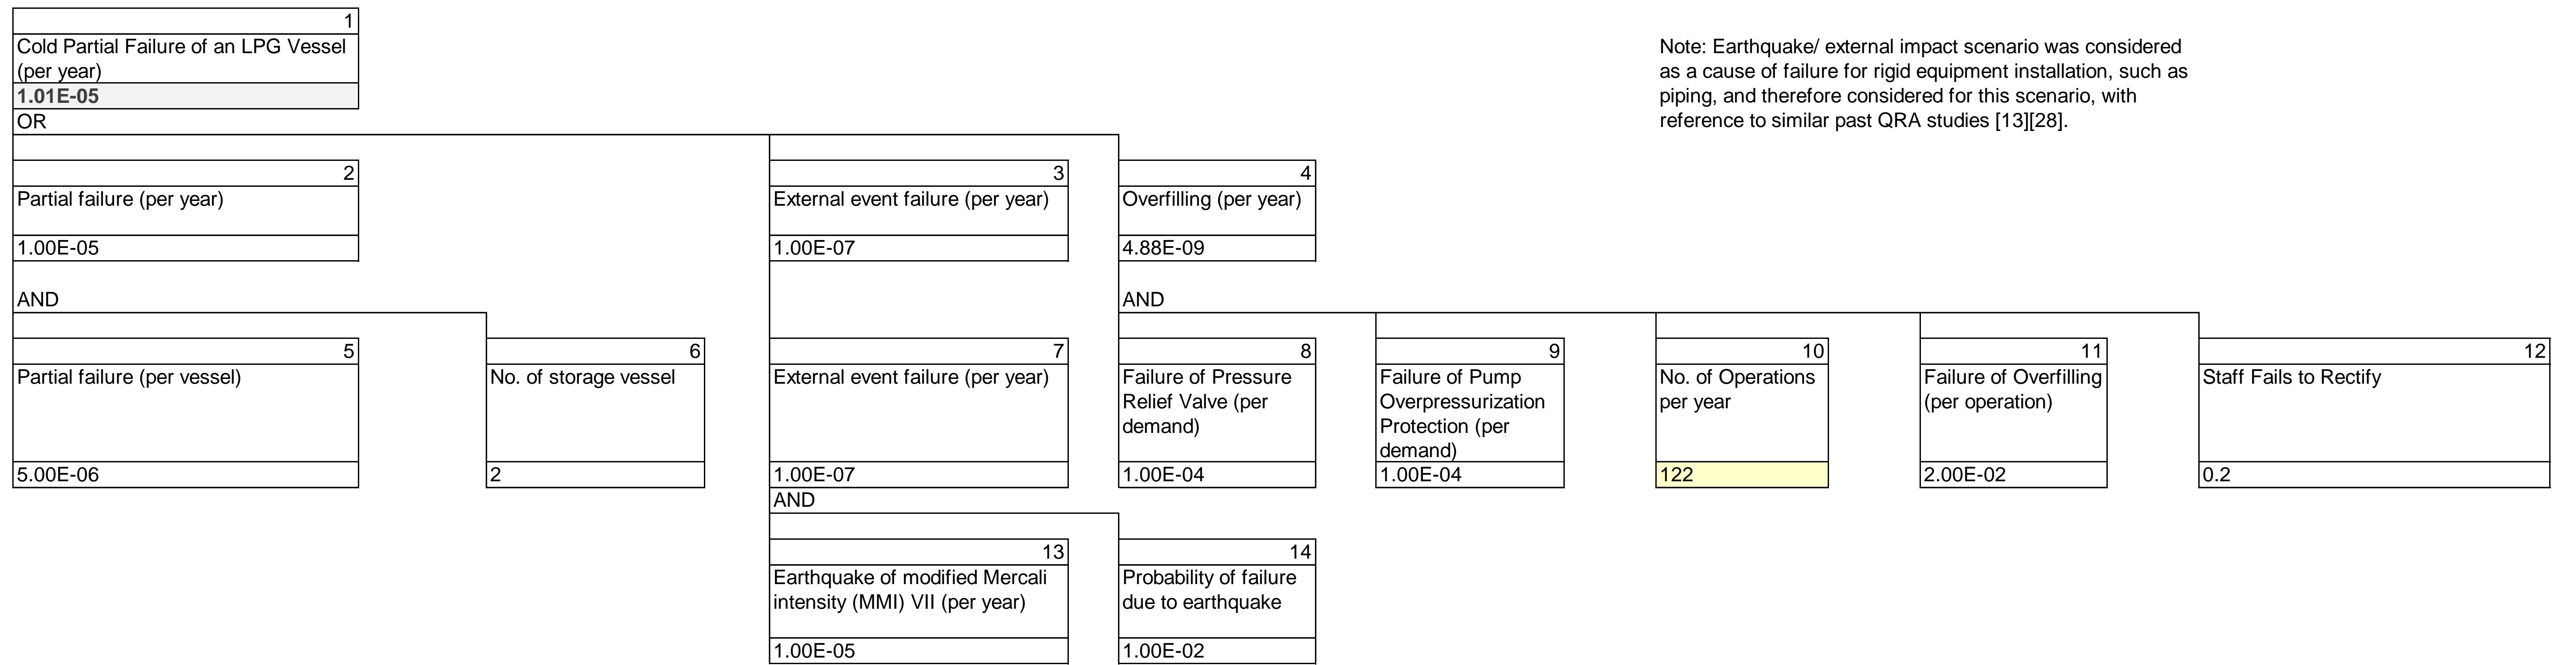 1
Cold Partial Failure of an LPG Vessel
(per year)
1.01E-05
OR
Note: Earthquake/ external impact scenario was considered
as a cause of failure for rigid equipment installation, such as
piping, and therefore considered for this scenario, with
reference to similar past QRA studies [13][28].
2
Partial failure (per year)
1.00E-05
3
External event failure (per year)
1.00E-07
4
Overfilling (per year)
4.88E-09
AND
AND
5
Partial failure (per vessel)
5.00E-06
6
No. of storage vessel
2
7
External event failure (per year)
1.00E-07
8
Failure of Pressure
Relief Valve (per
demand)
1.00E-04
9
Failure of Pump
Overpressurization
Protection (per
demand)
1.00E-04
10
No. of Operations
per year
122
11
Failure of Overfilling
(per operation)
2.00E-02
12
Staff Fails to Rectify
0.2
AND
13
Earthquake of modified Mercali
intensity (MMI) VII (per year)
1.00E-05
14
Probability of failure
due to earthquake
1.00E-02